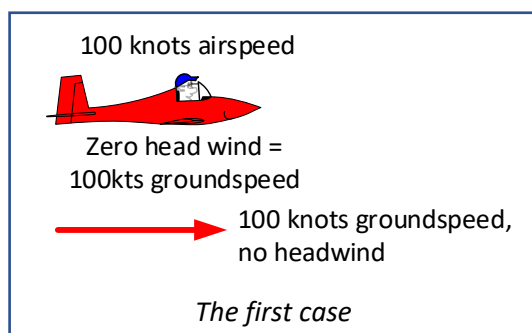 100 knots airspeed
Zero head wind =
100kts groundspeed
100 knots groundspeed,
no headwind
The first case